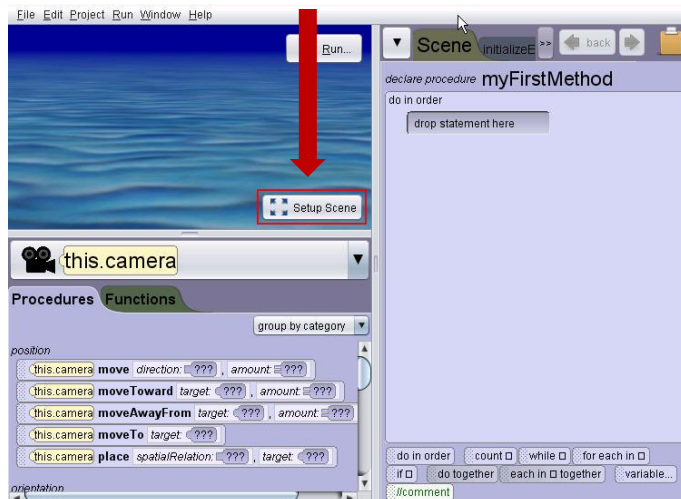 File Edit Project Run Window Help
Run...
Setup Scene
this.camera
Procedures Functions
group by category
position
this.camera move direction: ??? , amount: ???
this.camera moveToward target: ??? , amount: ???
this.camera moveAwayFrom target: ??? , amount: ???
this.camera moveTo target: ???
this.camera place spatialRelation: ??? , target: ???
orientation
Scene initializeE >> back
declare procedure myFirstMethod
do in order
drop statement here
do in order count while for each in
if do together each in together variable...
//comment